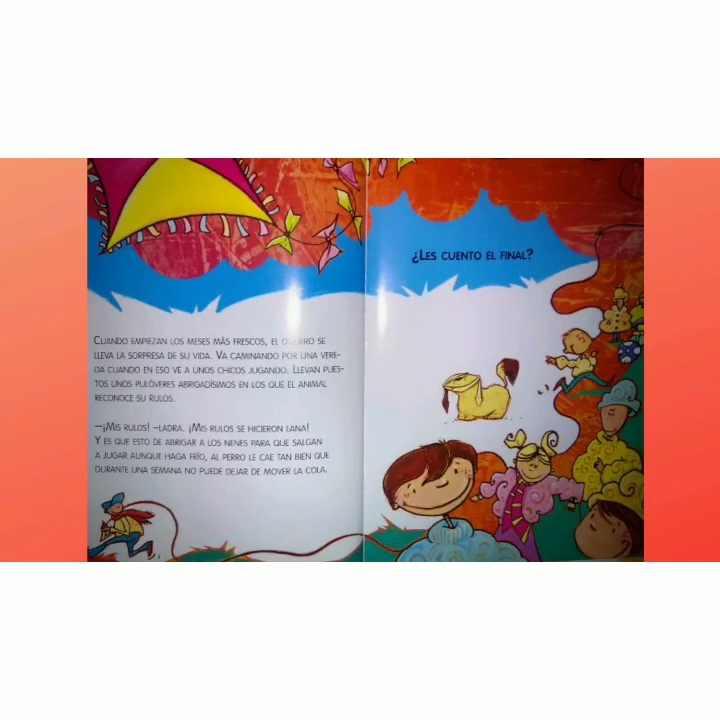 CUANDO EMPIEZAN LOS MESES MÁS FRESCOS, EL OVEJERO SE
LLEVA LA SORPRESA DE SU VIDA. VA CAMINANDO POR UNA VERE-
DA CUANDO EN ESO VE A UNOS CHICOS JUGANDO. LLEVAN PUES-
TOS UNOS PULÓVERES ABRIGADÍSIMOS EN LOS QUE EL ANIMAL
RECONOCE SU RULOS.
—¡MIS RULOS! —LADRA. ¡MIS RULOS SE HICIERON LANA!
Y ES QUE ESTO DE ABRIGAR A LOS NENES PARA QUE SALGAN
A JUGAR AUNQUE HAGA FRÍO, AL PERRO LE CAE TAN BIEN QUE
DURANTE UNA SEMANA NO PUEDE DEJAR DE MOVER LA COLA.
¿LES CUENTO EL FINAL?